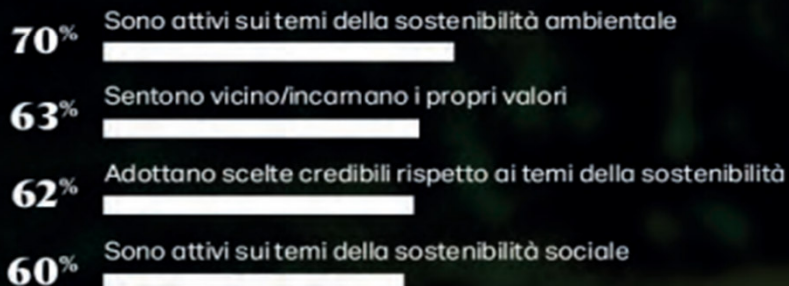 70%
Sono attivi sui temi della sostenibilità ambientale
63%
Sentono vicino/incarnano i propri valori
62%
Adottano scelte credibili rispetto ai temi della sostenibilità
60%
Sono attivi sui temi della sostenibilità sociale